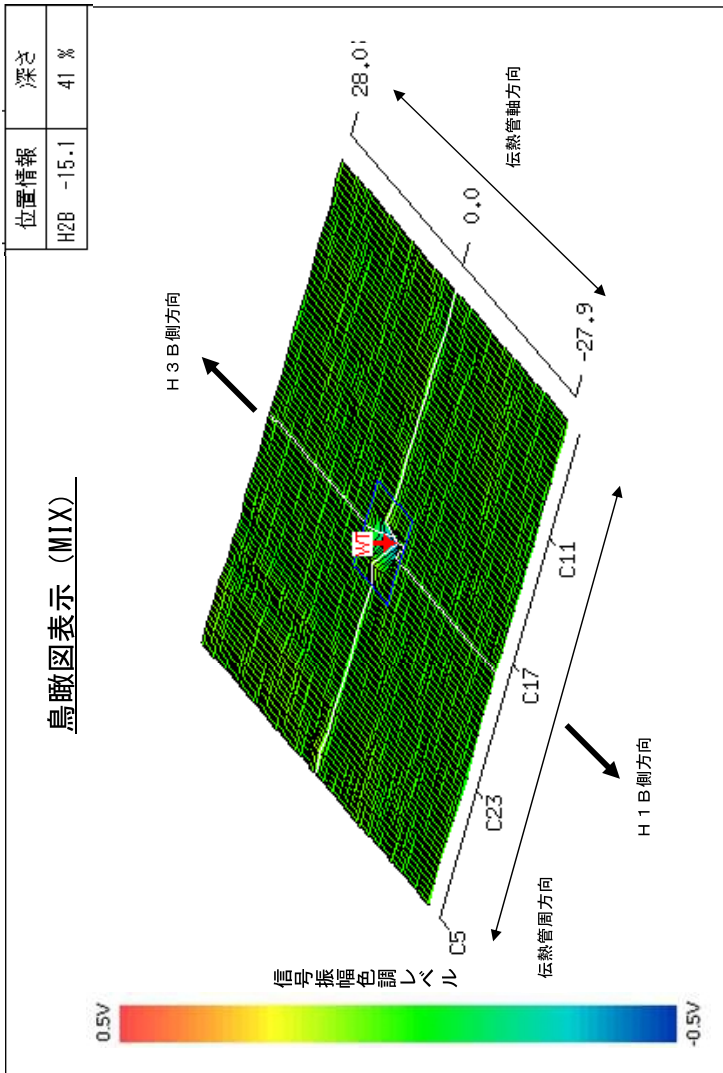 鳥瞰図表示（MIX）
位置情報 深さ
H2B -15.1 41 %
H3B側方向
28.0
0.0
-27.9
伝熱管軸方向
WT
C11
C17
C23
C5
H1B側方向
伝熱管周方向
信号振幅色調レベル
0.5V
-0.5V